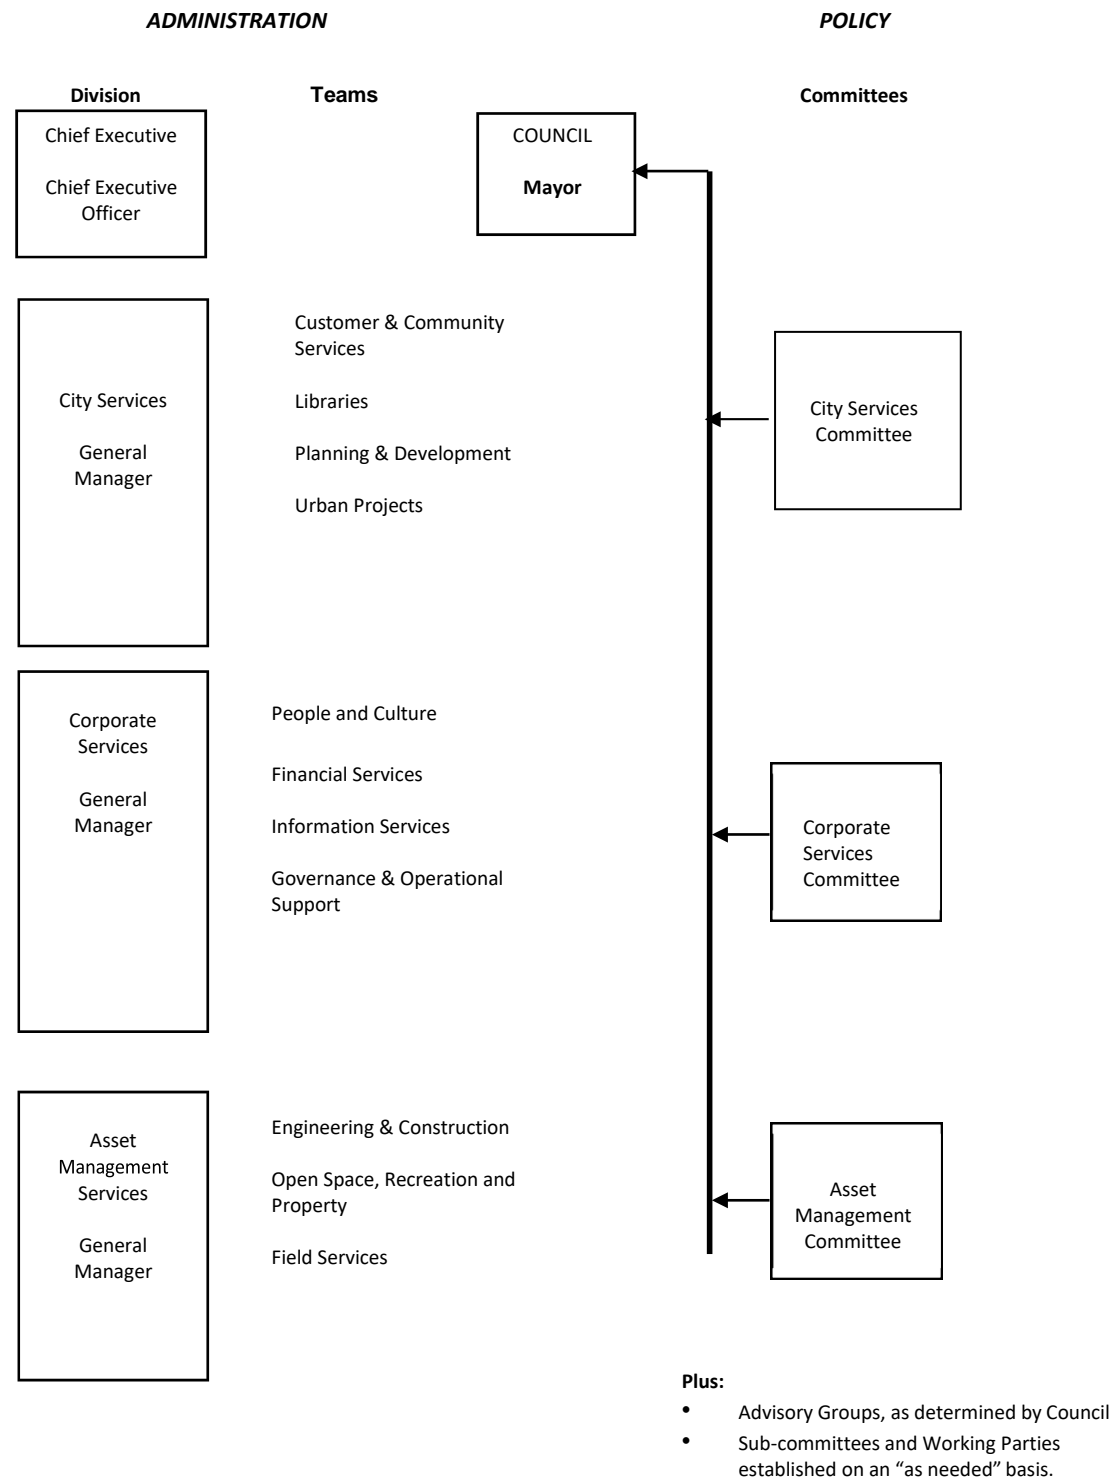 ADMINISTRATION
POLICY
Division
Teams
Committees
Chief Executive
Chief Executive
Officer
COUNCIL
Mayor
City Services
General
Manager
Customer & Community
Services
Libraries
Planning & Development
Urban Projects
City Services
Committee
Corporate
Services
General
Manager
People and Culture
Financial Services
Information Services
Governance & Operational
Support
Corporate
Services
Committee
Asset
Management
Services
General
Manager
Engineering & Construction
Open Space, Recreation and
Property
Field Services
Asset
Management
Committee
Plus:
• Advisory Groups, as determined by Council
• Sub-committees and Working Parties
established on an “as needed” basis.